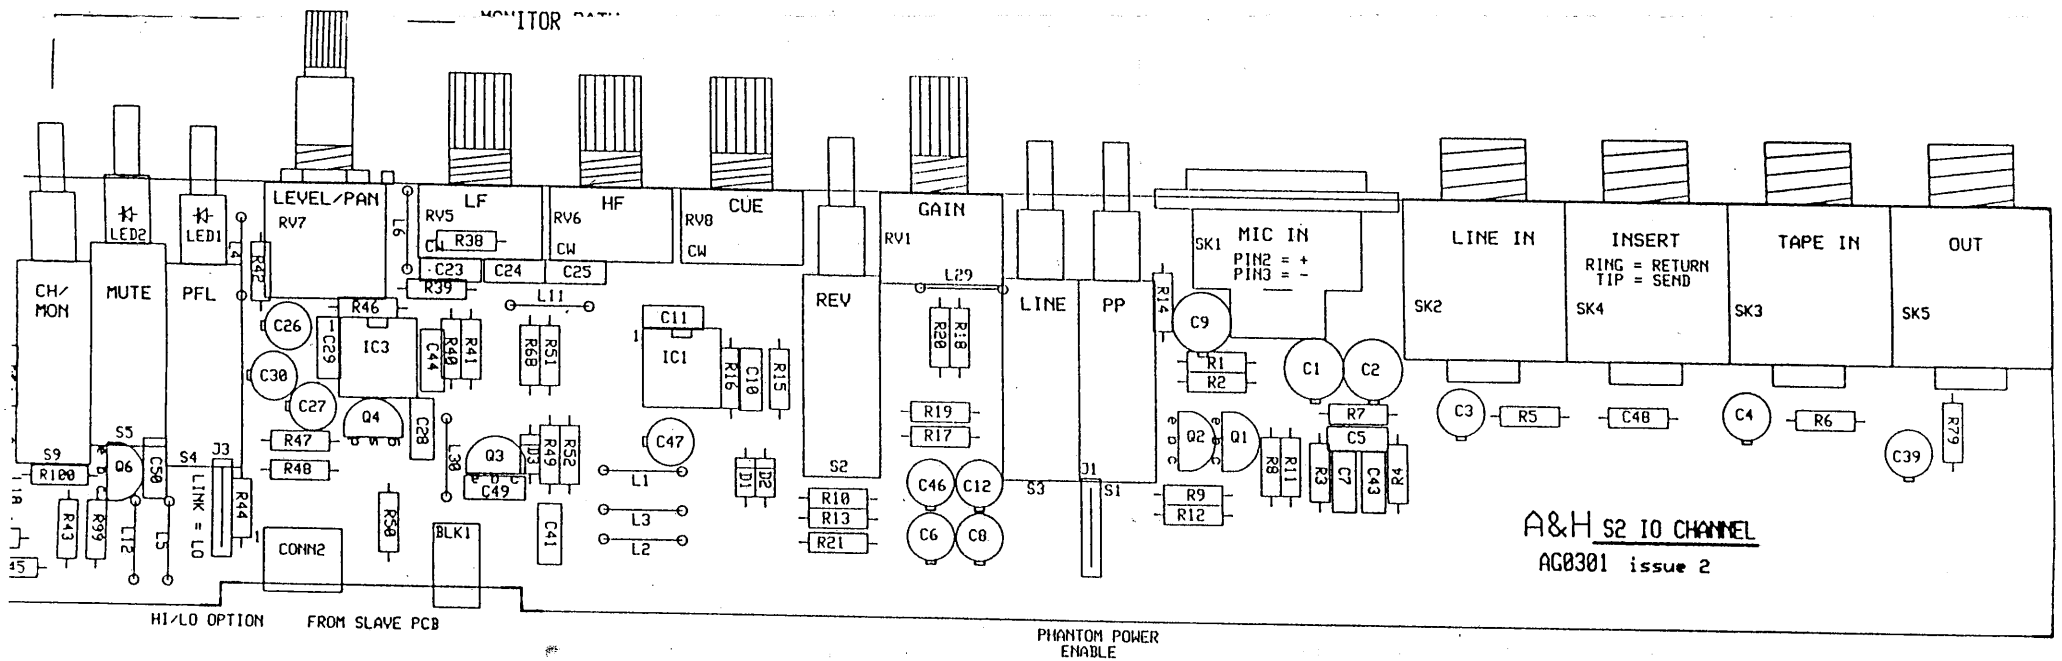 MONITOR PATH
LEVEL/PAN
RV7
LED2
LED1
L4
R42
L6
LF
RV5
CW
R38
HF
RV6
CW
CUE
RV8
CW
GAIN
RV1
L29
SK1
MIC IN
PIN2 = +
PIN3 = -
LINE IN
SK2
INSERT
RING = RETURN
TIP = SEND
SK4
TAPE IN
SK3
OUT
SK5
CH/
MON
MUTE
PFL
C23
C24
C25
R39
L11
R46
C26
C29
1
IC3
C44
R40
R41
R68
R51
C11
1
IC1
R16
C10
R15
REV
R20
R18
LINE
PP
R14
C9
R1
R2
C1
C2
C30
C27
Q4
C28
R47
R48
L30
Q3
e b c
D3
R49
R52
C49
C47
R19
R17
Q2
e b c
Q1
e b c
R7
C5
R8
R11
R3
C7
C43
R4
C3
R5
C48
C4
R6
C39
R79
S9
R100
S5
Q6
e b c
C50
S4
J3
LINK = LO
R44
1
R43
R99
L12
L5
CONN2
R50
BLK1
C41
L1
L3
L2
D1
D2
S2
R10
R13
R21
C46
C12
C6
C8
S3
J1
S1
R9
R12
A&H S2 IO CHANNEL
AG0301 issue 2
HI/LO OPTION
FROM SLAVE PCB
PHANTOM POWER
ENABLE